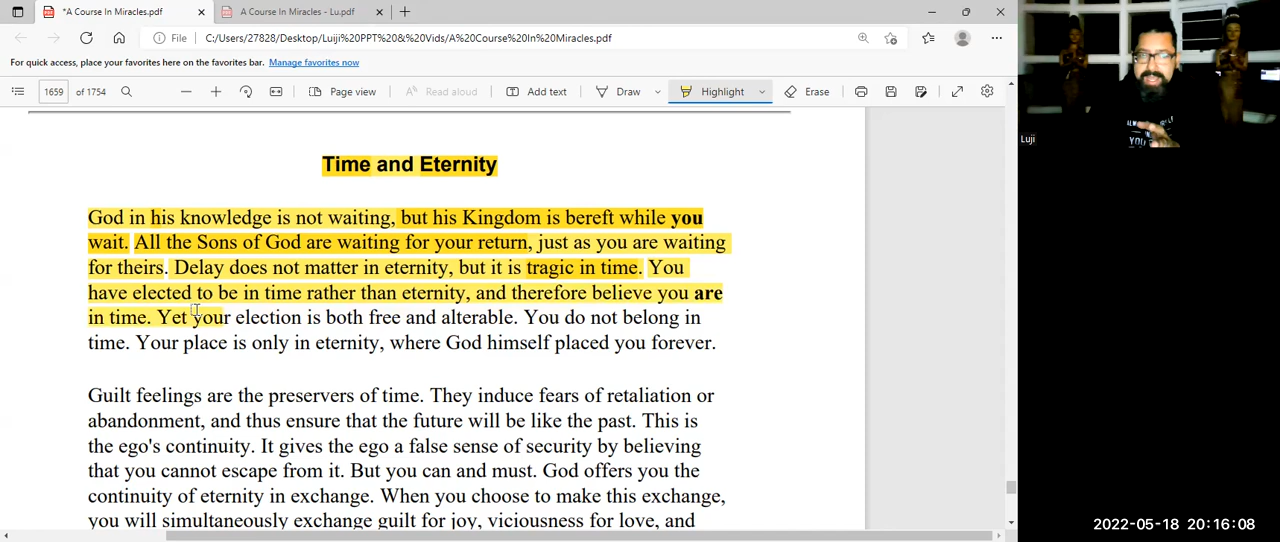 *A Course In Miracles.pdf
A Course In Miracles - Lu.pdf
File
C:/Users/27828/Desktop/Luiji%20PPT%20&%20Vids/A%20Course%20In%20Miracles.pdf
For quick access, place your favorites here on the favorites bar. Manage favorites now
1659 of 1754
Page view
Read aloud
Add text
Draw
Highlight
Erase
Time and Eternity
God in his knowledge is not waiting, but his Kingdom is bereft while you
wait. All the Sons of God are waiting for your return, just as you are waiting
for theirs. Delay does not matter in eternity, but it is tragic in time. You
have elected to be in time rather than eternity, and therefore believe you are
in time. Yet your election is both free and alterable. You do not belong in
time. Your place is only in eternity, where God himself placed you forever.
Guilt feelings are the preservers of time. They induce fears of retaliation or
abandonment, and thus ensure that the future will be like the past. This is
the ego's continuity. It gives the ego a false sense of security by believing
that you cannot escape from it. But you can and must. God offers you the
continuity of eternity in exchange. When you choose to make this exchange,
you will simultaneously exchange guilt for joy, viciousness for love, and
Luji
YOU
2022-05-18 20:16:08